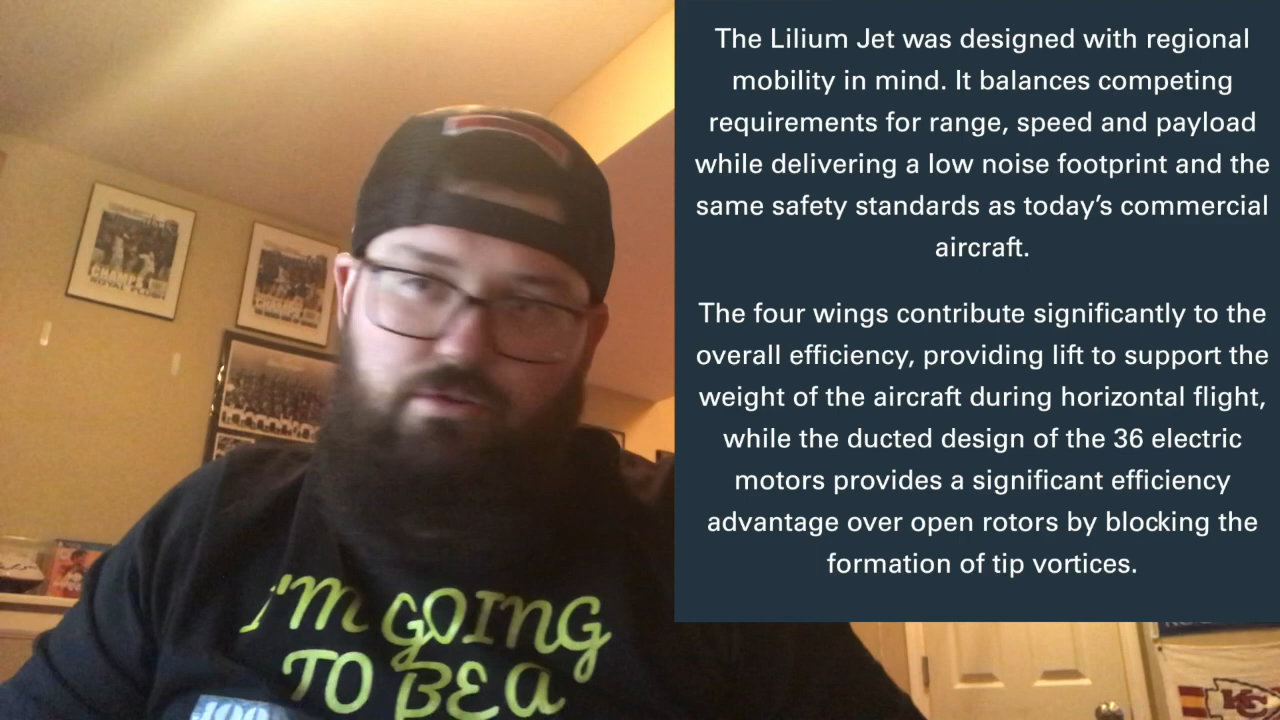 The Lilium Jet was designed with regional
mobility in mind. It balances competing
requirements for range, speed and payload
while delivering a low noise footprint and the
same safety standards as today’s commercial
aircraft.
The four wings contribute significantly to the
overall efficiency, providing lift to support the
weight of the aircraft during horizontal flight,
while the ducted design of the 36 electric
motors provides a significant efficiency
advantage over open rotors by blocking the
formation of tip vortices.
CHAMPS
ROYAL FLUSH
I'M GOING
TO BE A
KC